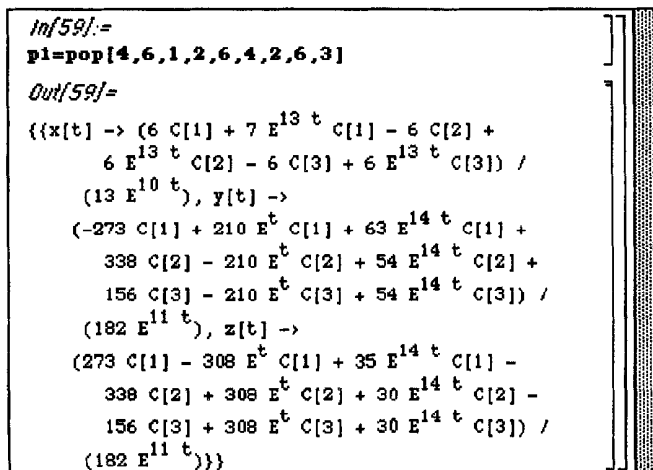 In[59]:=
p1=pop[4,6,1,2,6,4,2,6,3]
Out[59]=
{{x[t] -> (6 C[1] + 7 E^{13 t} C[1] - 6 C[2] +
6 E^{13 t} C[2] - 6 C[3] + 6 E^{13 t} C[3]) /
(13 E^{10 t}), y[t] ->
(-273 C[1] + 210 E^{t} C[1] + 63 E^{14 t} C[1] +
338 C[2] - 210 E^{t} C[2] + 54 E^{14 t} C[2] +
156 C[3] - 210 E^{t} C[3] + 54 E^{14 t} C[3]) /
(182 E^{11 t}), z[t] ->
(273 C[1] - 308 E^{t} C[1] + 35 E^{14 t} C[1] -
338 C[2] + 308 E^{t} C[2] + 30 E^{14 t} C[2] -
156 C[3] + 308 E^{t} C[3] + 30 E^{14 t} C[3]) /
(182 E^{11 t})}}